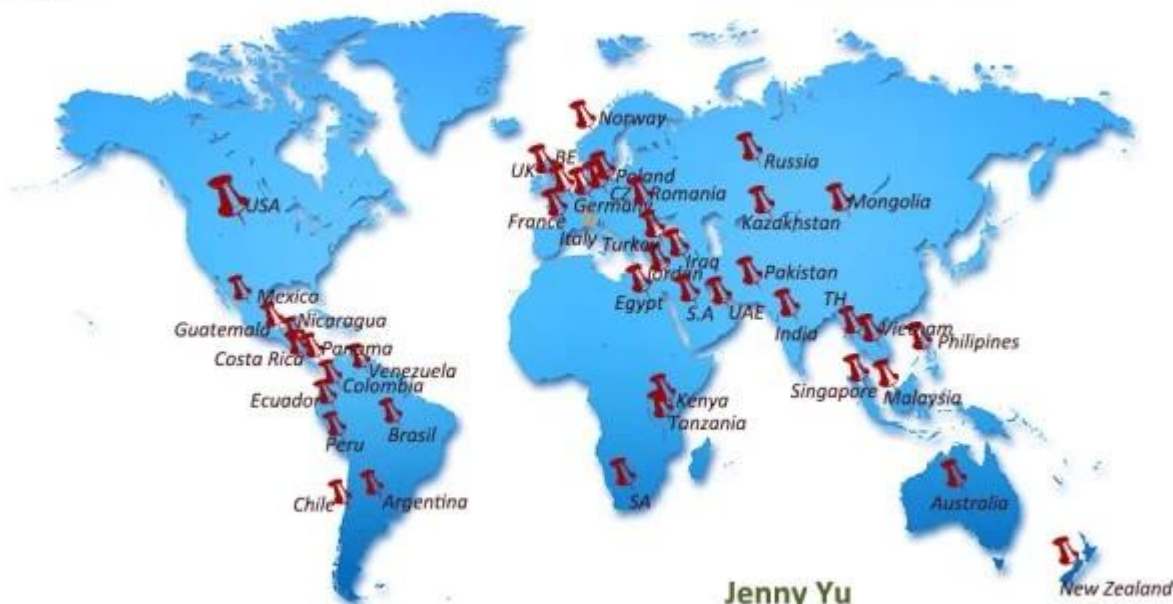 Norway
Russia
UK
BE
Poland
CZ
Romania
USA
Germany
France
Kazakhstan
Mongolia
Italy
Turkey
Iraq
Jordan
Pakistan
Egypt
S.A
UAE
India
TH
Vietnam
Philipines
Mexico
Guatemala
Nicaragua
Costa Rica
Panama
Venezuela
Colombia
Ecuador
Singapore
Malaysia
Kenya
Tanzania
Peru
Brasil
Chile
Argentina
SA
Australia
New Zealand
Jenny Yu